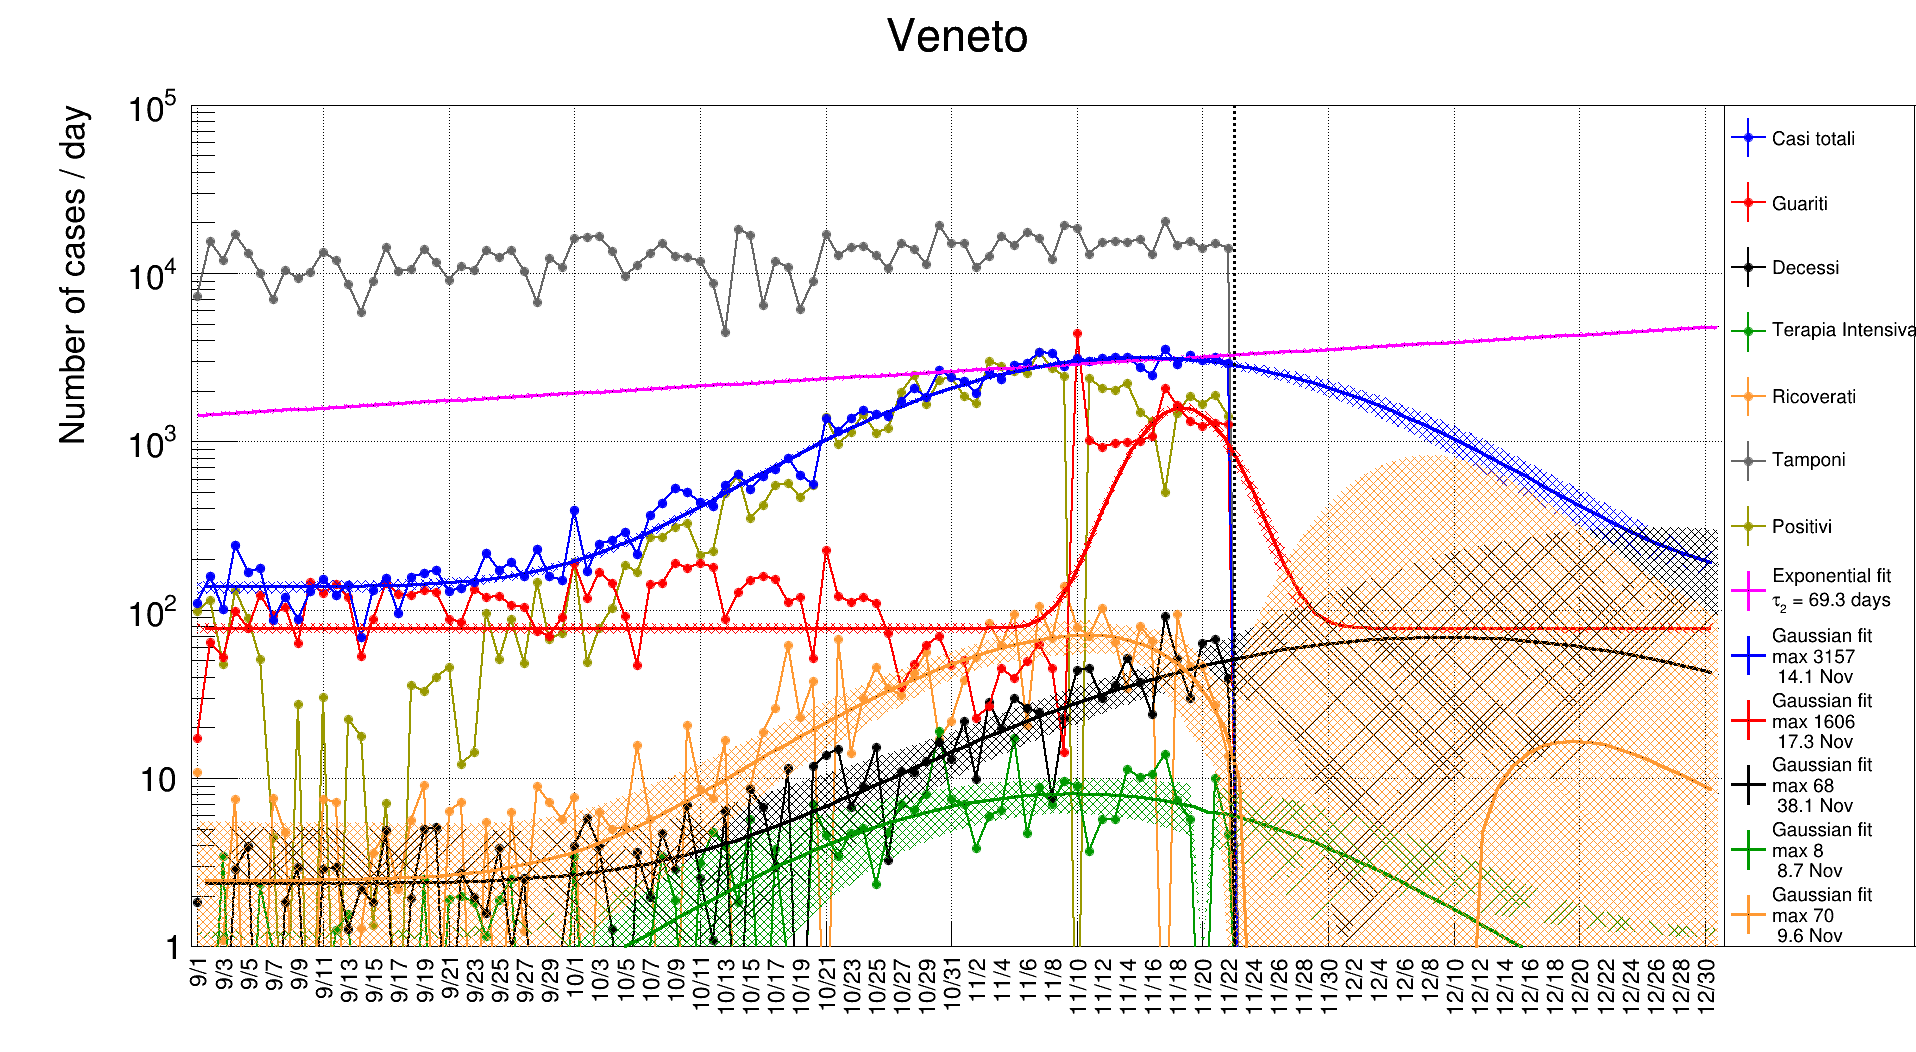 Veneto
Number of cases / day
10^5
10^4
10^3
10^2
10
1
9/1 9/3 9/5 9/7 9/9 9/11 9/13 9/15 9/17 9/19 9/21 9/23 9/25 9/27 9/29 10/1 10/3 10/5 10/7 10/9 10/11 10/13 10/15 10/17 10/19 10/21 10/23 10/25 10/27 10/29 10/31 11/2 11/4 11/6 11/8 11/10 11/12 11/14 11/16 11/18 11/20 11/22 11/24 11/26 11/28 11/30 12/2 12/4 12/6 12/8 12/10 12/12 12/14 12/16 12/18 12/20 12/22 12/24 12/26 12/28 12/30
Casi totali
Guariti
Decessi
Terapia Intensiva
Ricoverati
Tamponi
Positivi
Exponential fit
τ2 = 69.3 days
Gaussian fit
max 3157
14.1 Nov
Gaussian fit
max 1606
17.3 Nov
Gaussian fit
max 68
38.1 Nov
Gaussian fit
max 8
8.7 Nov
Gaussian fit
max 70
9.6 Nov